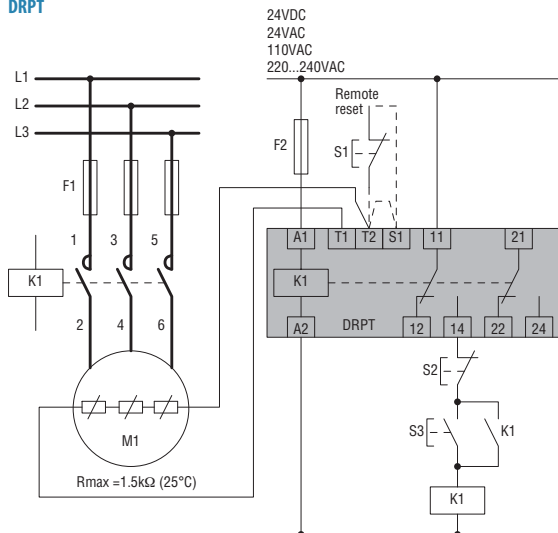 DRPT
24VDC
24VAC
110VAC
220...240VAC
L1
L2
L3
Remote
reset
F1
F2
S1
1 3 5
A1 T1 T2 S1 11 21
K1
K1
2 4 6
A2 DRPT 12 14 22 24
S2
M1
S3 K1
Rmax =1.5kΩ (25°C)
K1